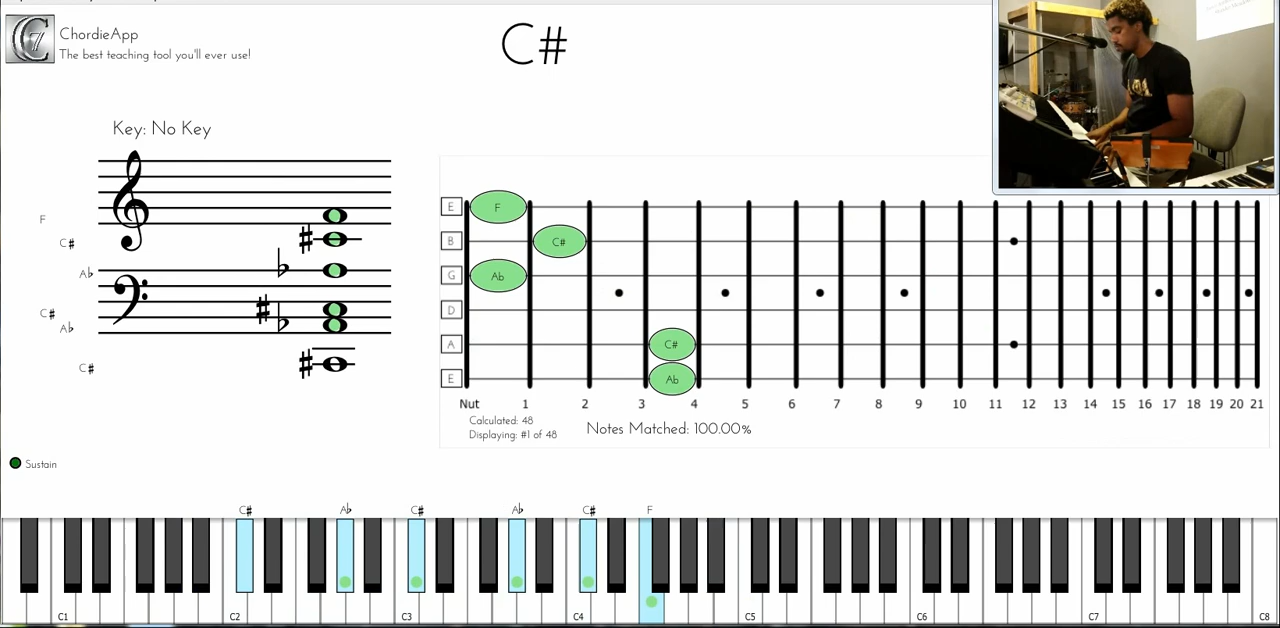 C7
ChordieApp
The best teaching tool you'll ever use!
C#
Key: No Key
F
C#
Ab
C#
Ab
C#
E
B
G
D
A
E
F
C#
Ab
C#
Ab
Nut 1 2 3 4 5 6 7 8 9 10 11 12 13 14 15 16 17 18 19 20 21
Calculated: 48
Displaying: #1 of 48
Notes Matched: 100.00%
Sustain
C# Ab C# Ab C# F
C1 C2 C3 C4 C5 C6 C7 C8